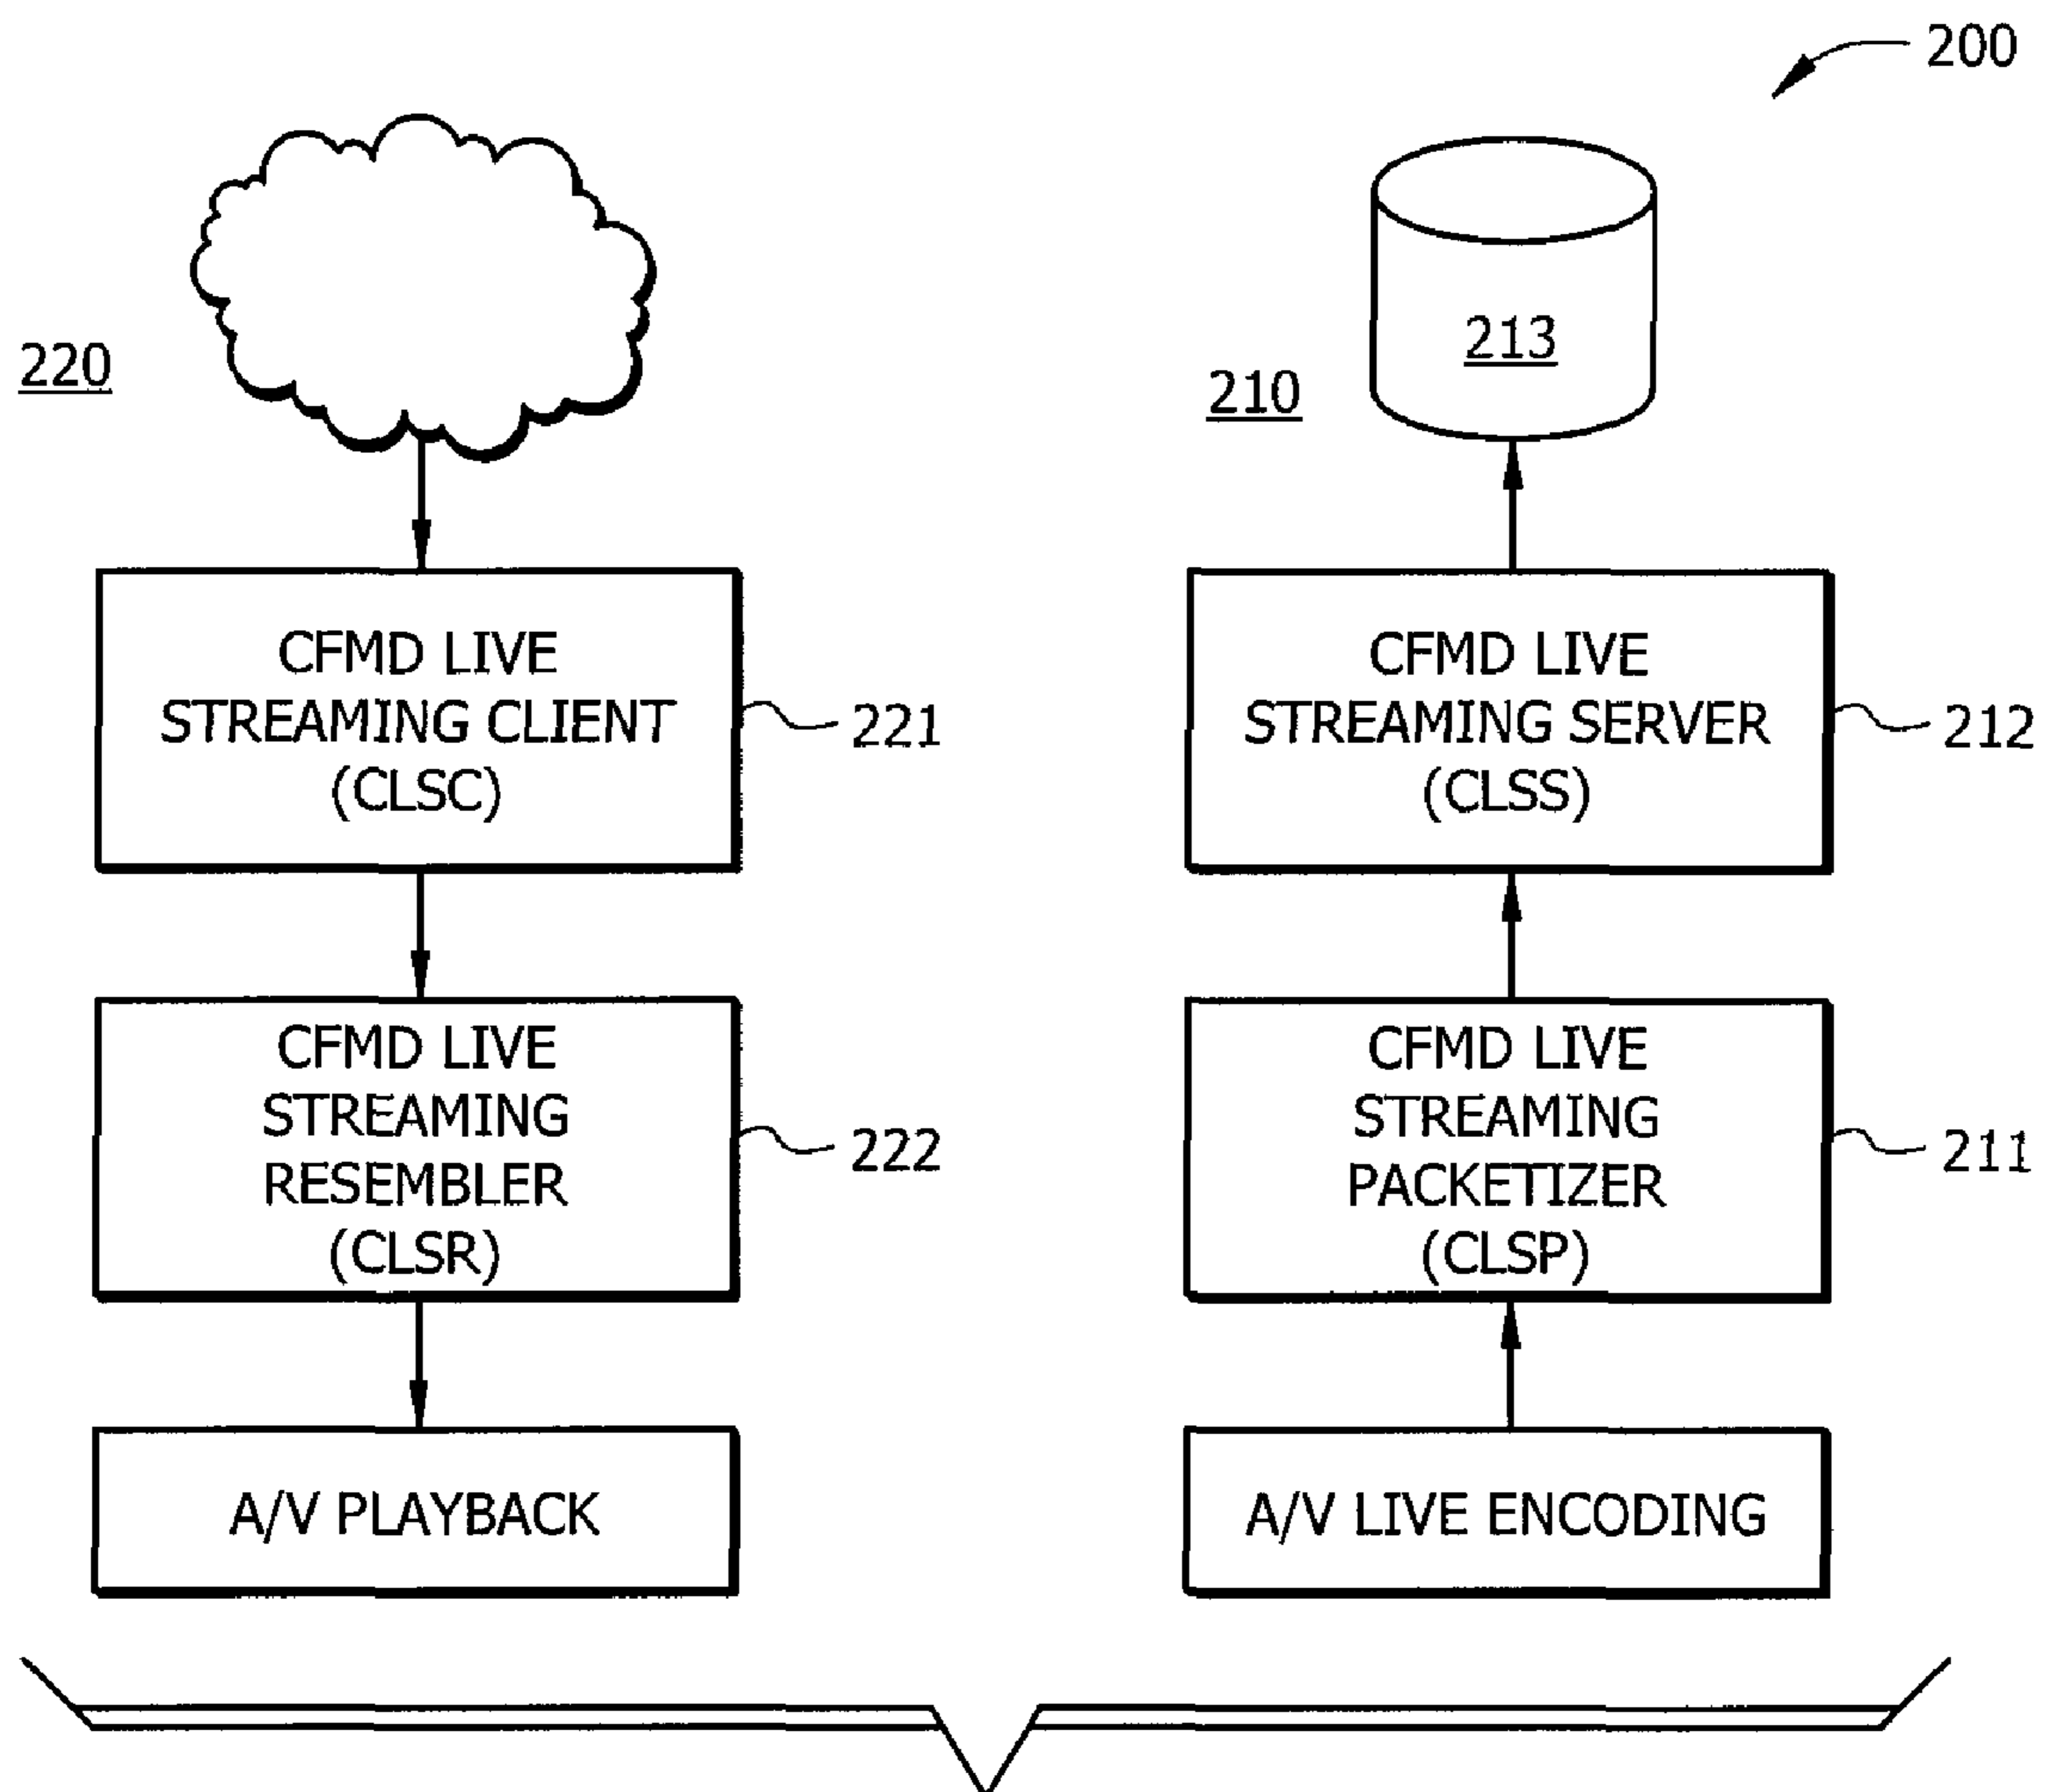 200
220
213
210
CFMD LIVE
STREAMING CLIENT
(CLSC)
221
CFMD LIVE
STREAMING SERVER
(CLSS)
212
CFMD LIVE
STREAMING
RESEMBLER
(CLSR)
222
CFMD LIVE
STREAMING
PACKETIZER
(CLSP)
211
A/V PLAYBACK
A/V LIVE ENCODING